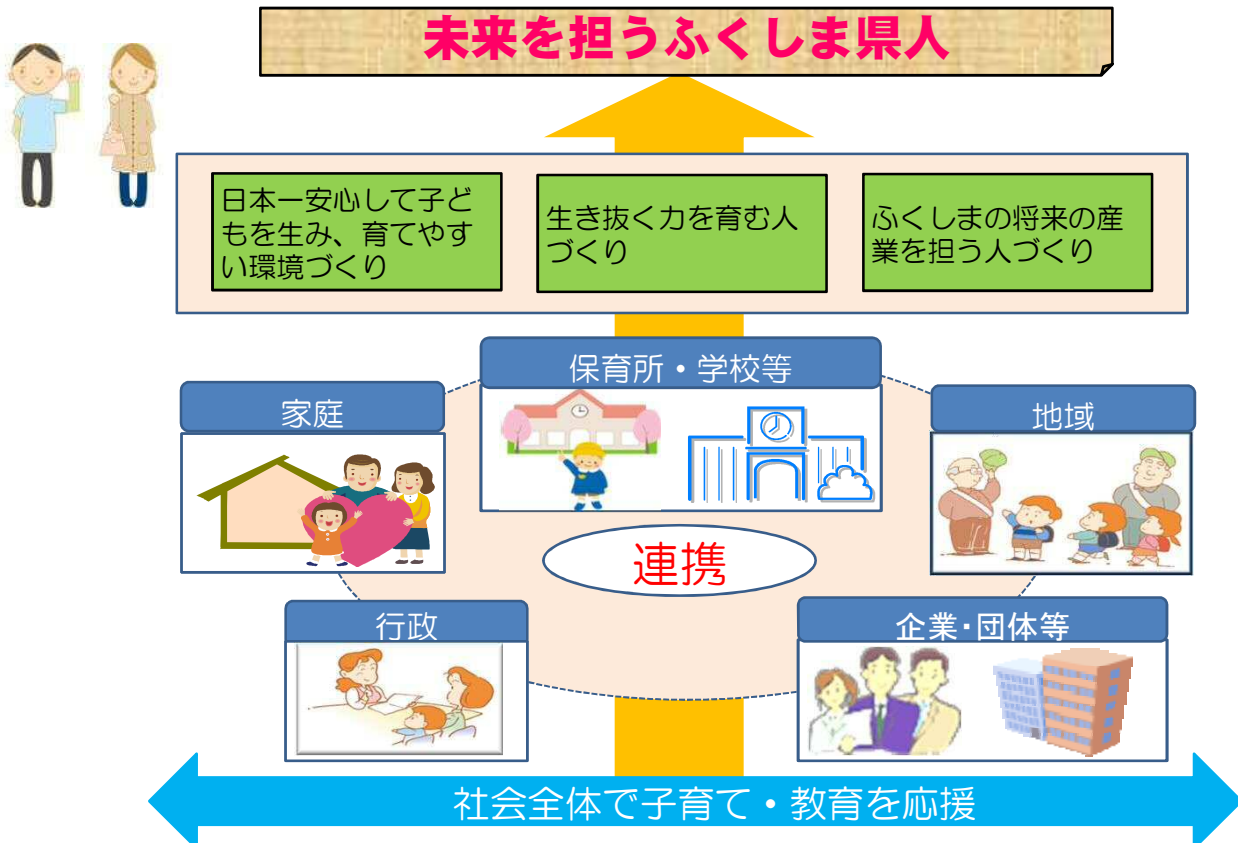 未来を担うふくしま県人
日本一安心して子ど
もを生み、育てやす
い環境づくり
生き抜く力を育む人
づくり
ふくしまの将来の産
業を担う人づくり
保育所・学校等
家庭
地域
連携
行政
企業・団体等
社会全体で子育て・教育を応援